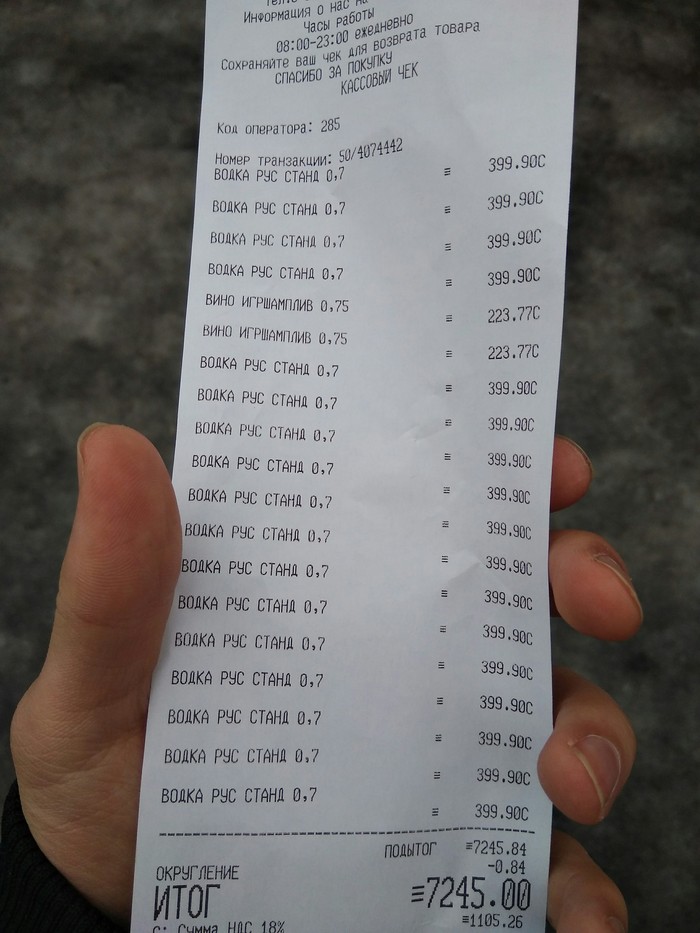 Информация о нас на
Часы работы
08:00-23:00 ежедневно
Сохраняйте ваш чек для возврата товара
СПАСИБО ЗА ПОКУПКУ
КАССОВЫЙ ЧЕК
Код оператора: 285
Номер транзакции: 50/4074442
ВОДКА РУС СТАНД 0,7 ≡ 399.90С
ВОДКА РУС СТАНД 0,7 ≡ 399.90С
ВОДКА РУС СТАНД 0,7 ≡ 399.90С
ВОДКА РУС СТАНД 0,7 ≡ 399.90С
ВИНО ИГРШАМПЛИВ 0,75 ≡ 223.77С
ВИНО ИГРШАМПЛИВ 0,75 ≡ 223.77С
ВОДКА РУС СТАНД 0,7 ≡ 399.90С
ВОДКА РУС СТАНД 0,7 ≡ 399.90С
ВОДКА РУС СТАНД 0,7 ≡ 399.90С
ВОДКА РУС СТАНД 0,7 ≡ 399.90С
ВОДКА РУС СТАНД 0,7 ≡ 399.90С
ВОДКА РУС СТАНД 0,7 ≡ 399.90С
ВОДКА РУС СТАНД 0,7 ≡ 399.90С
ВОДКА РУС СТАНД 0,7 ≡ 399.90С
ВОДКА РУС СТАНД 0,7 ≡ 399.90С
ВОДКА РУС СТАНД 0,7 ≡ 399.90С
ВОДКА РУС СТАНД 0,7 ≡ 399.90С
ВОДКА РУС СТАНД 0,7 ≡ 399.90С
ВОДКА РУС СТАНД 0,7 ≡ 399.90С
ПОДЫТОГ ≡7245.84
ОКРУГЛЕНИЕ -0.84
ИТОГ ≡7245.00
С: Сумма НДС 18% ≡1105.26